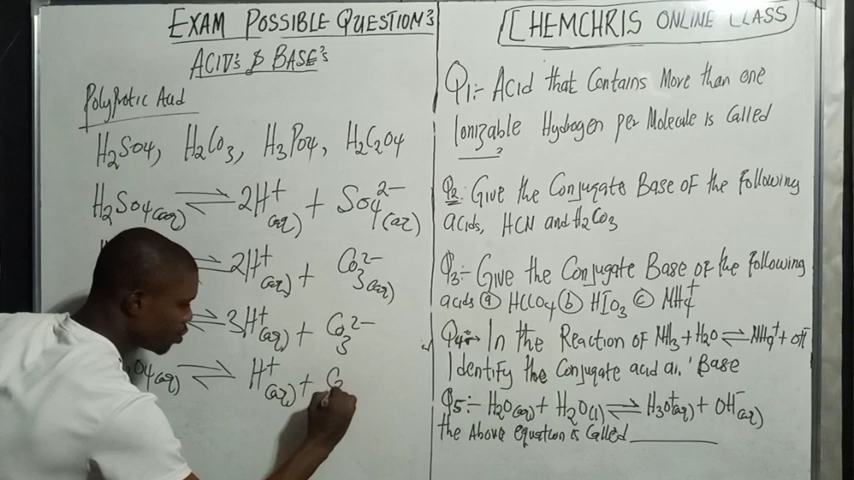 EXAM POSSIBLE QUESTIONS
ACID'S & BASE'S
Polyprotic Acid
H2SO4, H2CO3, H3PO4, H2C2O4
H2SO4(aq) ⇌ 2H+(aq) + SO4 2-(aq)
⇌ 2H+(aq) + CO3 2-(aq)
⇌ 3H+(aq) + CO3 2-
O4(aq) ⇌ H+(aq) + C
CHEMCHRIS ONLINE CLASS
Q1:- Acid that Contains More than one
Ionizable Hydrogen per Molecule is Called
___?
Q2:- Give the Conjugate Base of the following
acids, HCN and H2CO3
Q3:- Give the Conjugate Base of the following
acids (a) HClO4 (b) HIO3 (c) NH4+
Q4:- In the Reaction of NH3 + H2O ⇌ NH4+ + OH-
Identify the Conjugate acid an Base
Q5:- H2O(aq) + H2O(l) ⇌ H3O+(aq) + OH-(aq)
the Above equation is Called ________